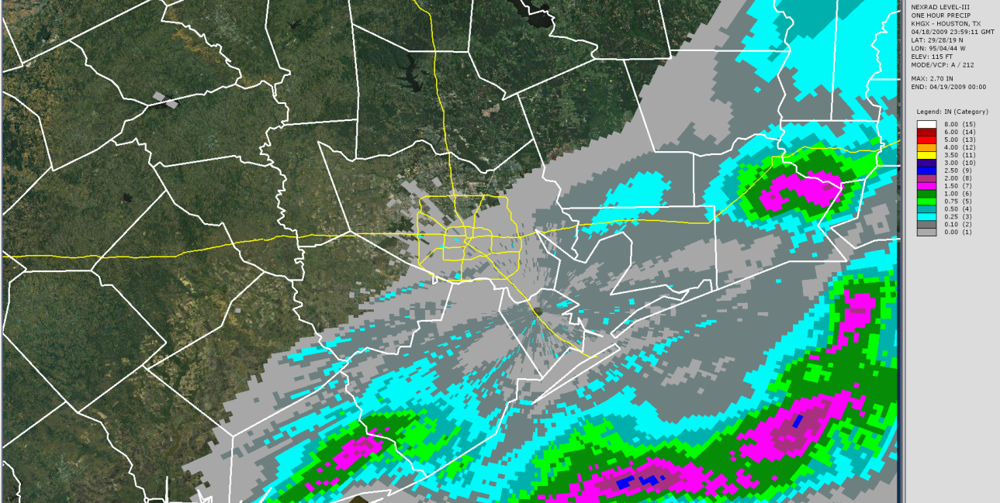 NEXRAD LEVEL-III
ONE HOUR PRECIP
KHGX - HOUSTON, TX
04/18/2009 23:59:11 GMT
LAT: 29/28/19 N
LON: 95/04/44 W
ELEV: 115 FT
MODE/VCP: A / 212
MAX: 2.70 IN
END: 04/19/2009 00:00
Legend: IN (Category)
8.00 (15)
6.00 (14)
5.00 (13)
4.00 (12)
3.50 (11)
3.00 (10)
2.50 (9)
2.00 (8)
1.50 (7)
1.00 (6)
0.75 (5)
0.50 (4)
0.25 (3)
0.10 (2)
0.00 (1)